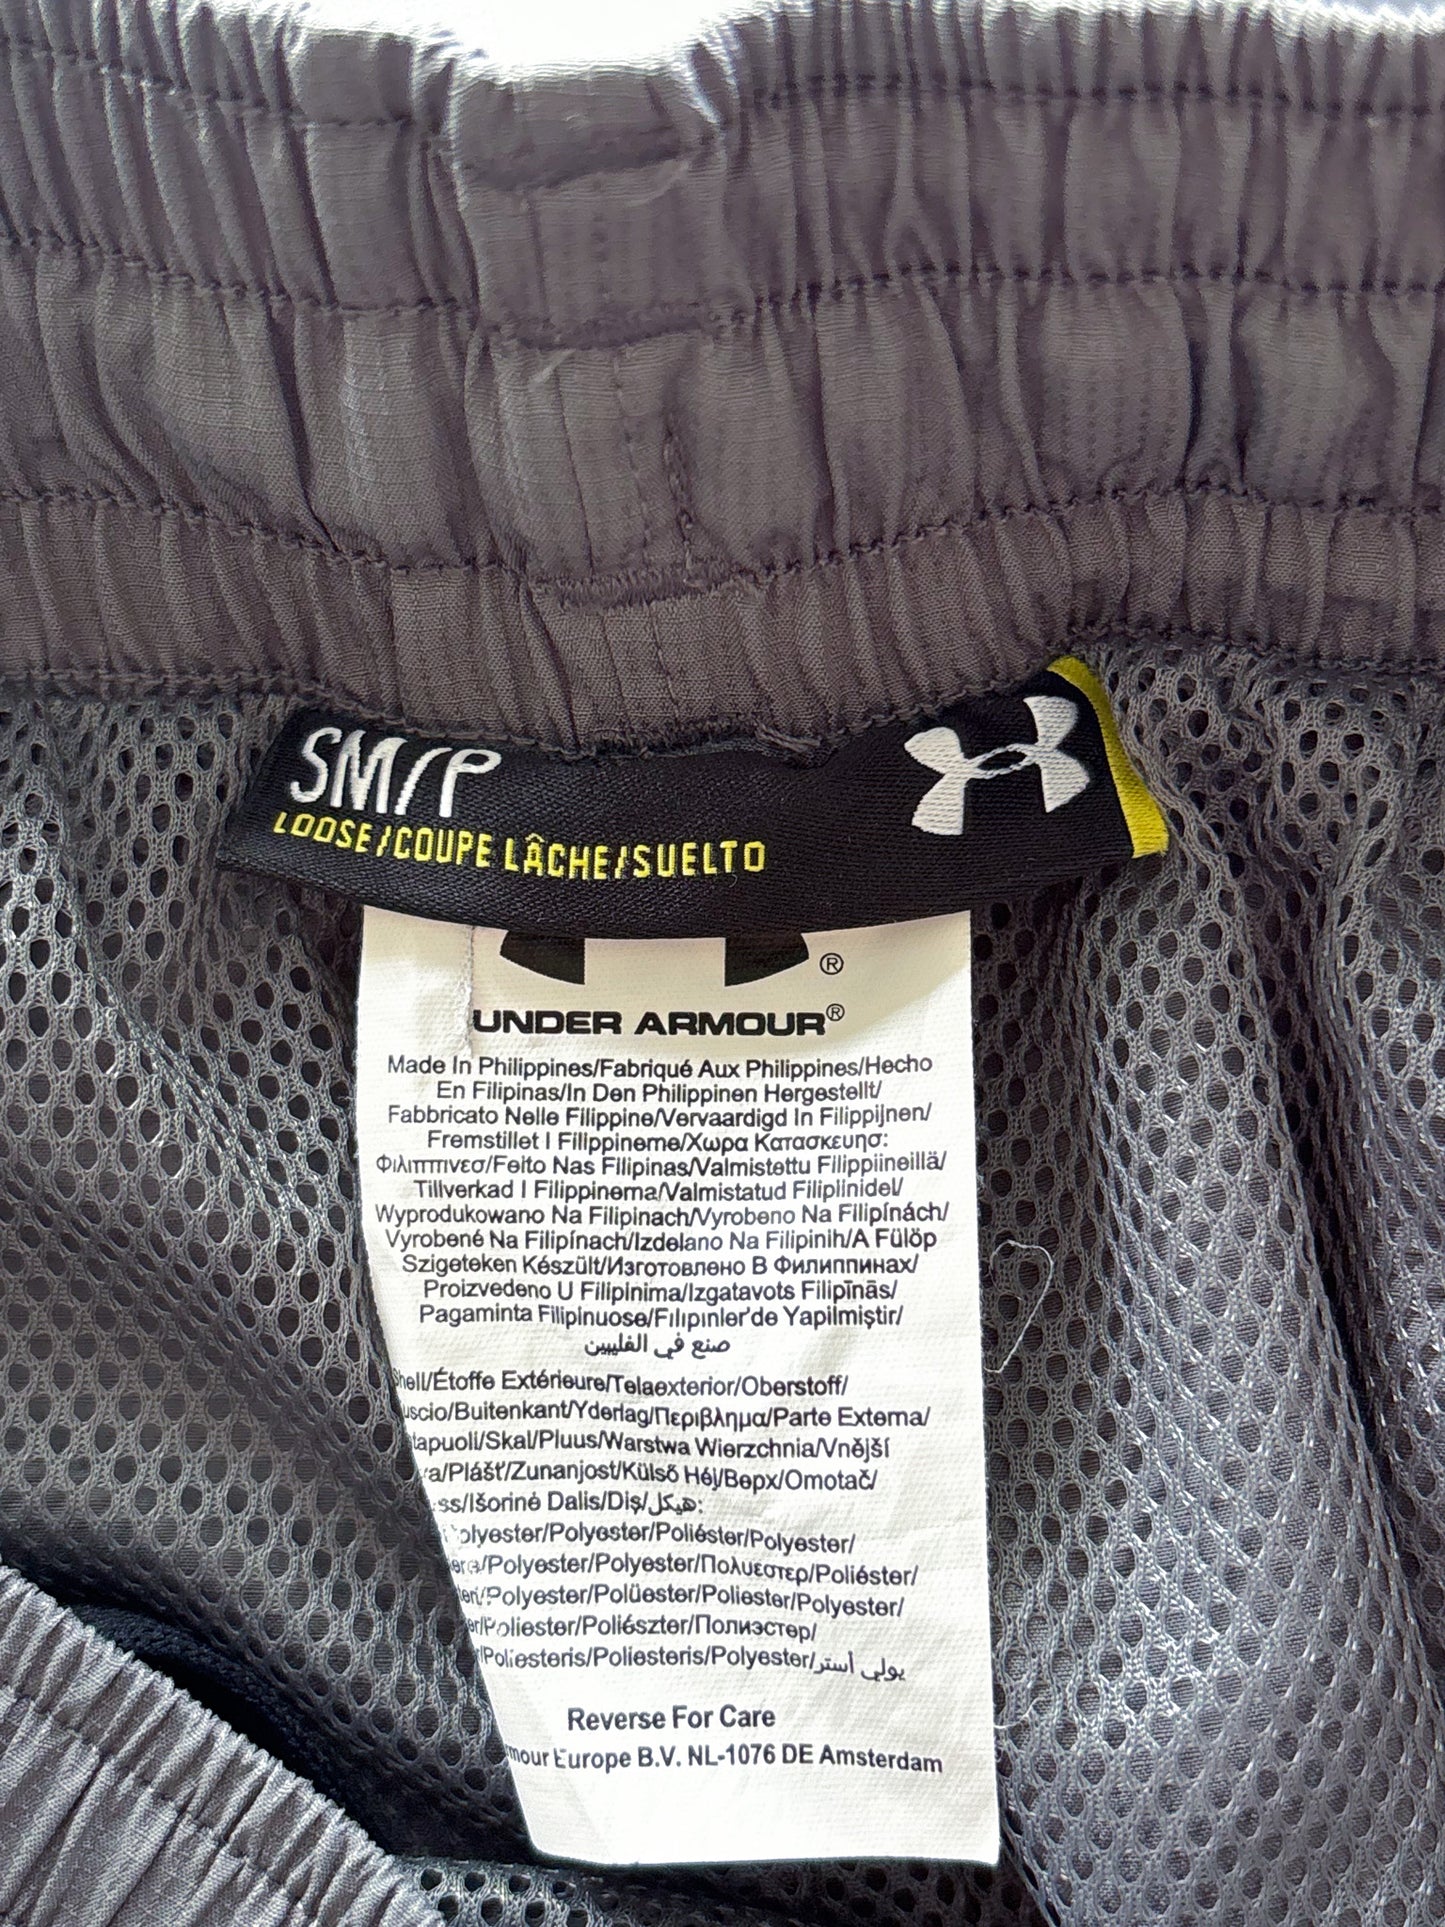 SM/P
LOOSE/COUPE LÂCHE/SUELTO
®
UNDER ARMOUR®
Made In Philippines/Fabriqué Aux Philippines/Hecho
En Filipinas/In Den Philippinen Hergestellt/
Fabbricato Nelle Filippine/Vervaardigd In Filippijnen/
Fremstillet I Filippinerne/Χωρα Κατασκευησ:
Φιλιππινεσ/Feito Nas Filipinas/Valmistettu Filippiineillä/
Tillverkad I Filippinerna/Valmistatud Filipiinidel/
Wyprodukowano Na Filipinach/Vyrobeno Na Filipínách/
Vyrobené Na Filipínach/Izdelano Na Filipinih/A Fülöp
Szigeteken Készült/Изготовлено В Филиппинах/
Proizvedeno U Filipinima/Izgatavots Filipīnās/
Pagaminta Filipinuose/Filipinler'de Yapilmiştir/
صنع في الفليبين
/Étoffe Extérieure/Telaexterior/Oberstoff/
/Buitenkant/Yderlag/Περιβλημα/Parte Externa/
/Skal/Pluus/Warstwa Wierzchnia/Vnější
/Plášť/Zunanjost/Külső Héj/Верх/Omotač/
/Išorinė Dalis/Diş/هيكل:
/Polyester/Poliéster/Polyester/
/Polyester/Polyester/Πολυεστερ/Poliéster/
/Polyester/Polüester/Poliester/Polyester/
/Poliester/Poliészter/Полиэстер/
/Poliesteris/Poliesteris/Polyester/بولي أستر
Reverse For Care
Europe B.V. NL-1076 DE Amsterdam